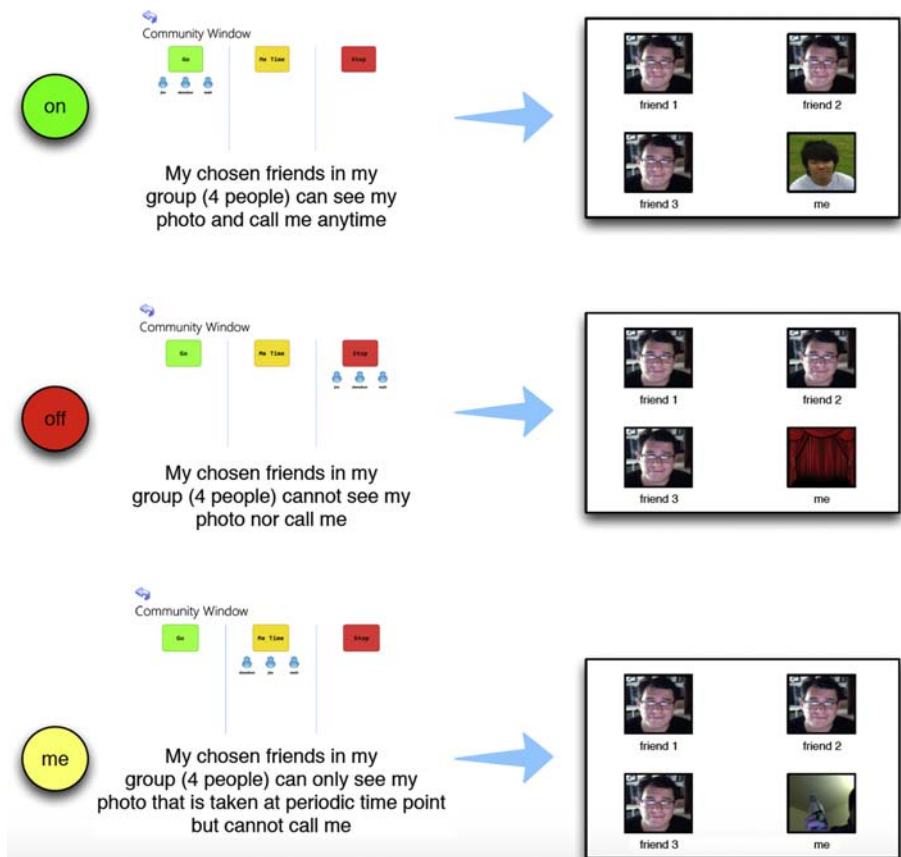 Community Window
Go
Me Time
Stop
on
My chosen friends in my
group (4 people) can see my
photo and call me anytime
friend 1
friend 2
friend 3
me
Community Window
Go
Me Time
Stop
off
My chosen friends in my
group (4 people) cannot see my
photo nor call me
friend 1
friend 2
friend 3
me
Community Window
Go
Me Time
Stop
me
My chosen friends in my
group (4 people) can only see my
photo that is taken at periodic time point
but cannot call me
friend 1
friend 2
friend 3
me